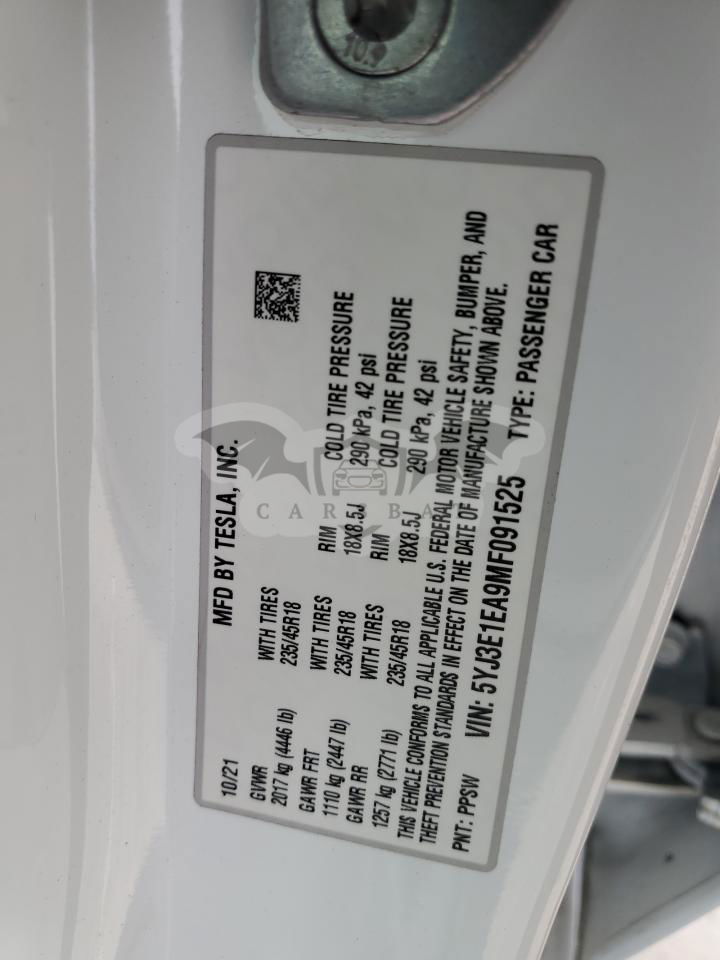 10.9
10/21 MFD BY TESLA, INC.
GVWR WITH TIRES RIM COLD TIRE PRESSURE
2017 kg (4446 lb) 235/45R18
GAWR FRT WITH TIRES
1110 kg (2447 lb) 235/45R18 18X8.5J 290 kPa, 42 psi
GAWR RR WITH TIRES RIM COLD TIRE PRESSURE
1257 kg (2771 lb) 235/45R18 18X8.5J 290 kPa, 42 psi
THIS VEHICLE CONFORMS TO ALL APPLICABLE U.S. FEDERAL MOTOR VEHICLE SAFETY, BUMPER, AND
THEFT PREVENTION STANDARDS IN EFFECT ON THE DATE OF MANUFACTURE SHOWN ABOVE.
PNT: PPSW VIN: 5YJ3E1EA9MF091525 TYPE: PASSENGER CAR
CARSBAT